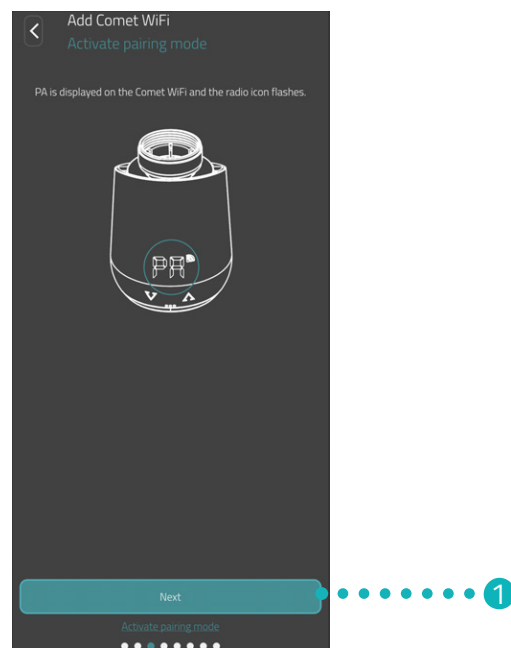 Add Comet WiFi
Activate pairing mode
PA is displayed on the Comet WiFi and the radio icon flashes.
PA
Next
1
Activate pairing mode